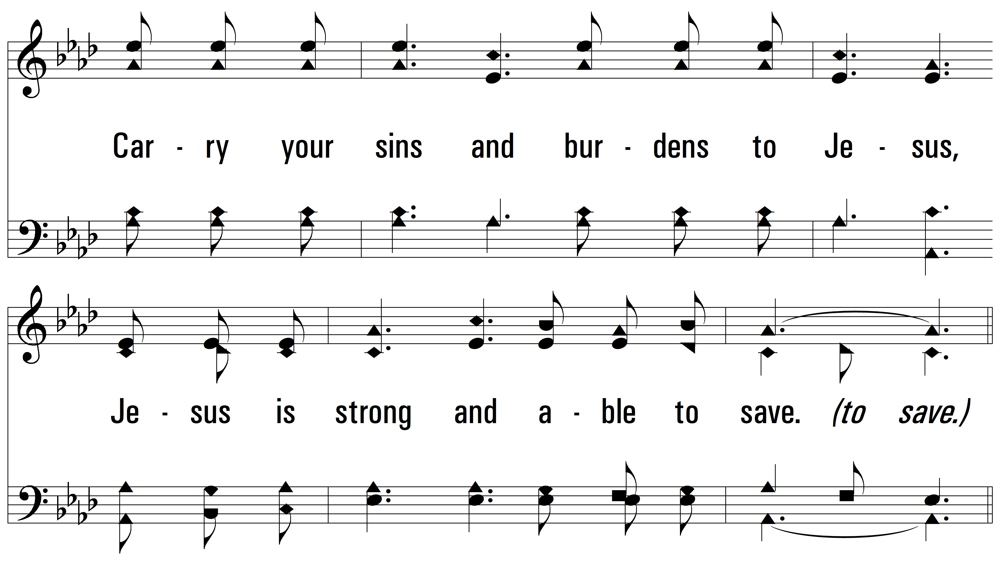 Car - ry your sins and bur - dens to Je - sus,
Je - sus is strong and a - ble to save. (to save.)